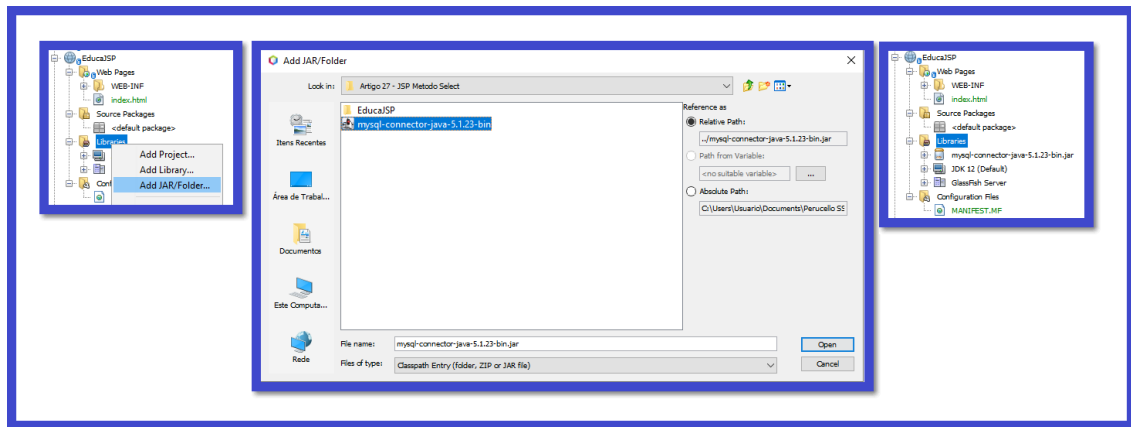 EducaJSP
Web Pages
WEB-INF
index.html
Source Packages
<default package>
Libraries
Add Project...
Add Library...
Conf
Add JAR/Folder...
Add JAR/Folder
Look in:
Artigo 27 - JSP Metodo Select
Itens Recentes
Área de Trabal...
Documentos
Este Computa...
Rede
EducaJSP
mysql-connector-java-5.1.23-bin
Reference as
Relative Path:
../mysql-connector-java-5.1.23-bin.jar
Path from Variable:
<no suitable variable>
...
Absolute Path:
C:\Users\Usuario\Documents\Perucello.SS
File name:
mysql-connector-java-5.1.23-bin.jar
Open
Files of type:
Classpath Entry (folder, ZIP or JAR file)
Cancel
EducaJSP
Web Pages
WEB-INF
index.html
Source Packages
<default package>
Libraries
mysql-connector-java-5.1.23-bin.jar
JDK 12 (Default)
GlassFish Server
Configuration Files
MANIFEST.MF